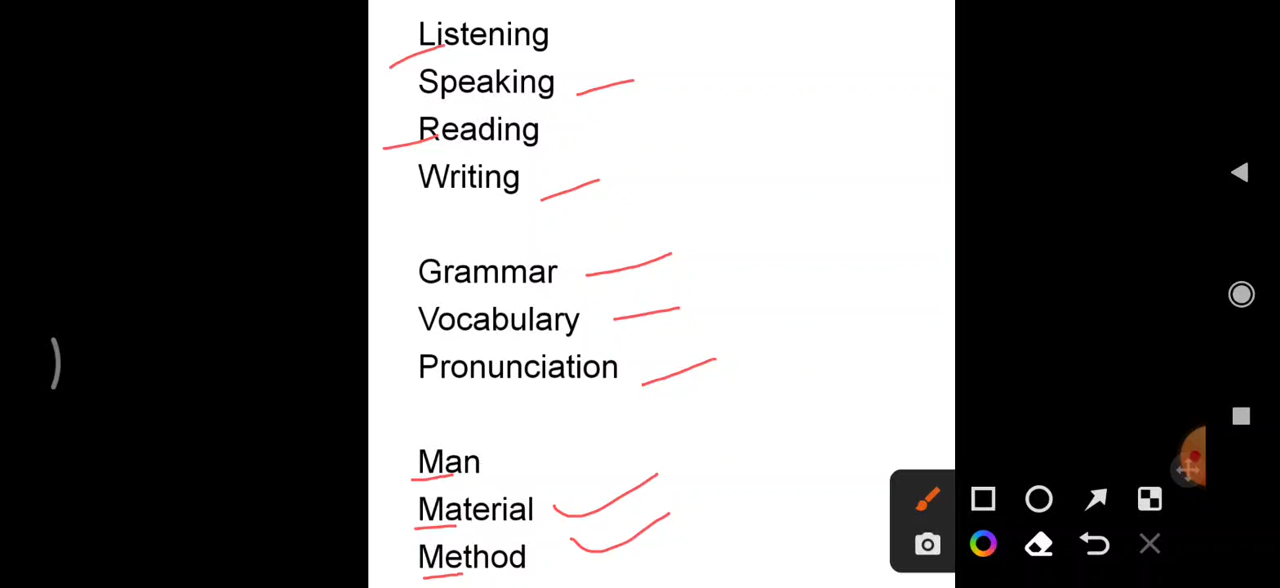 Listening
Speaking
Reading
Writing
Grammar
Vocabulary
Pronunciation
Man
Material
Method